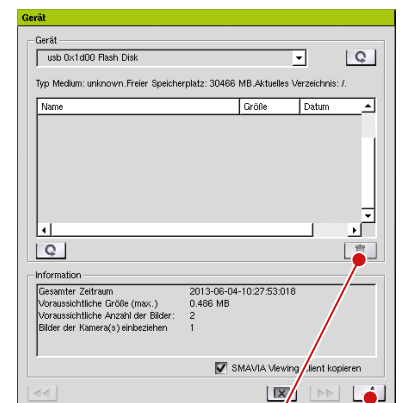 Gerät
Gerät
usb 0x1d00 Flash Disk
Typ Medium: unknown.Freier Speicherplatz: 30466 MB.Aktuelles Verzeichnis: /.
Name Größe Datum
Information
Gesamter Zeitraum 2013-06-04-10:27:53:018
Voraussichtliche Größe (max.) 0.486 MB
Voraussichtliche Anzahl der Bilder: 2
Bilder der Kamera(s) einbeziehen 1
SMAVIA Viewing Client kopieren